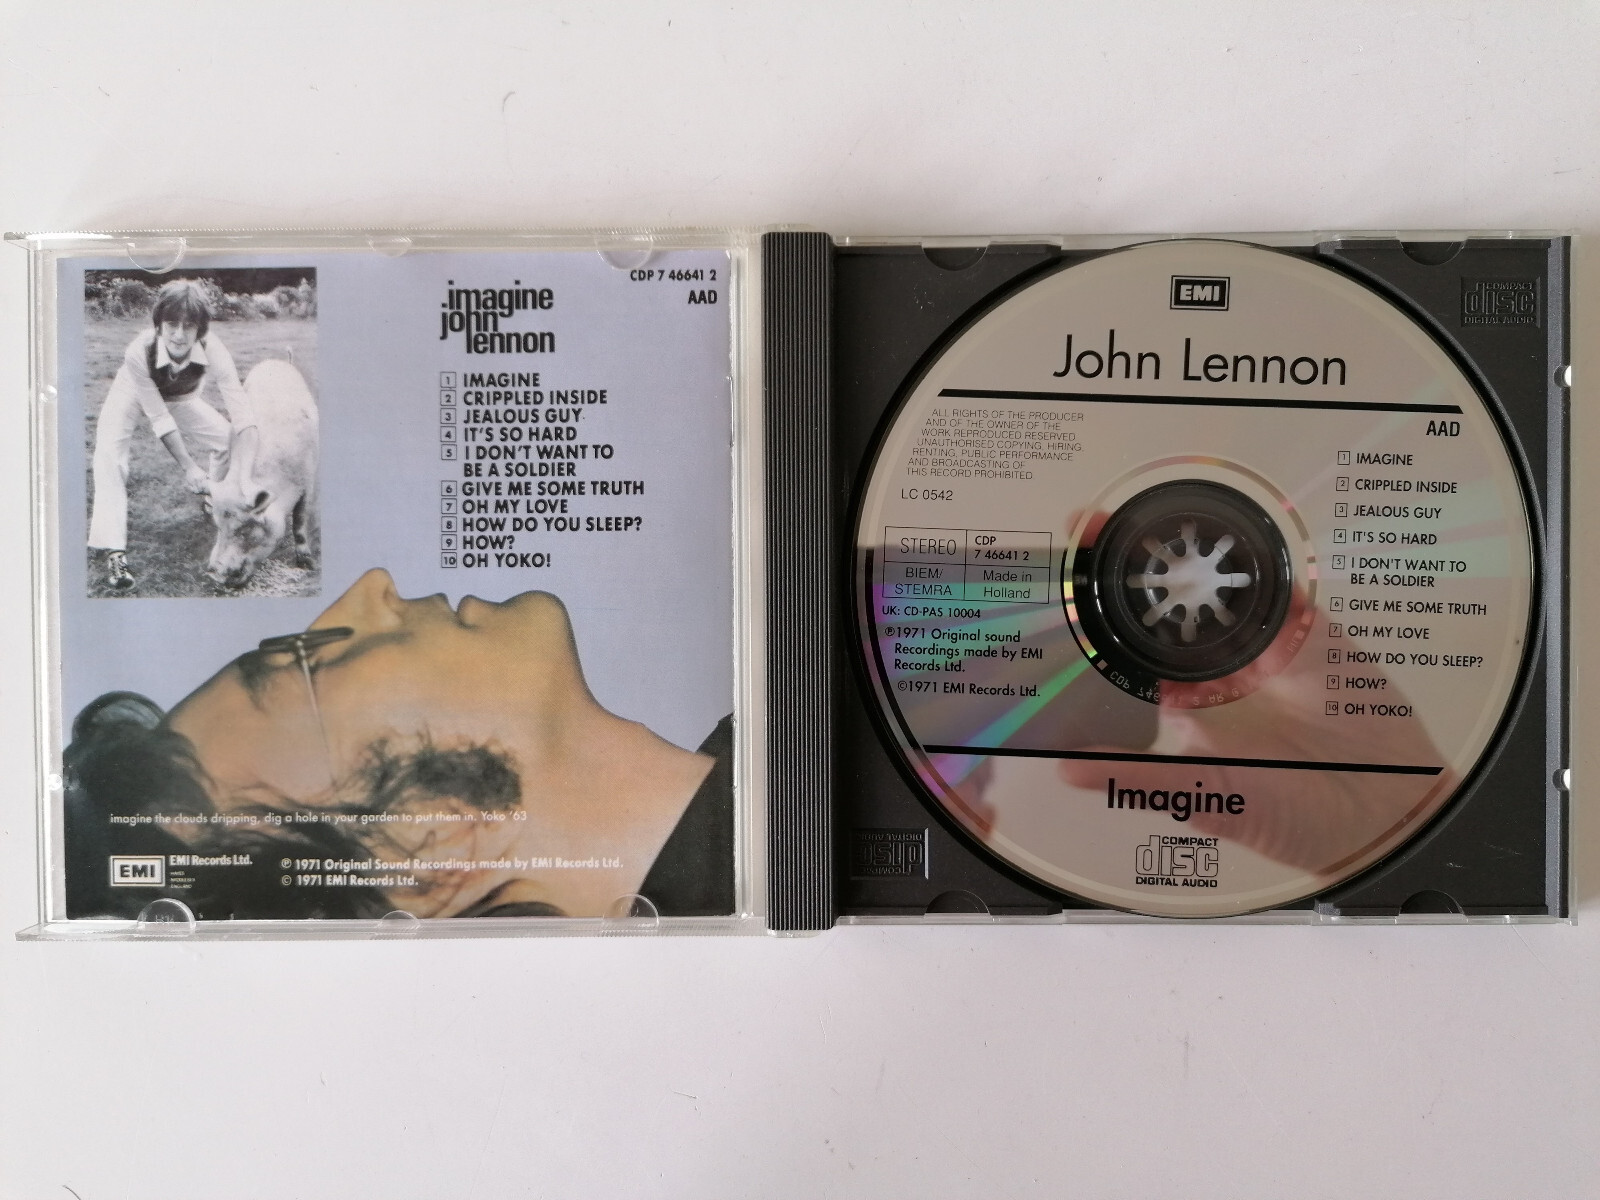 CDP 7 46641 2
AAD
imagine
john
lennon
1 IMAGINE
2 CRIPPLED INSIDE
3 JEALOUS GUY
4 IT'S SO HARD
5 I DON'T WANT TO
BE A SOLDIER
6 GIVE ME SOME TRUTH
7 OH MY LOVE
8 HOW DO YOU SLEEP?
9 HOW?
10 OH YOKO!
imagine the clouds dripping, dig a hole in your garden to put them in. Yoko '63
EMI
EMI Records Ltd.
℗ 1971 Original Sound Recordings made by EMI Records Ltd.
© 1971 EMI Records Ltd.
EMI
John Lennon
ALL RIGHTS OF THE PRODUCER
AND OF THE OWNER OF THE
WORK REPRODUCED RESERVED.
UNAUTHORISED COPYING, HIRING,
RENTING, PUBLIC PERFORMANCE
AND BROADCASTING OF
THIS RECORD PROHIBITED
LC 0542
AAD
STEREO
CDP
7 46641 2
BIEM/
STEMRA
Made in
Holland
UK: CD-PAS 10004
℗1971 Original sound
Recordings made by EMI
Records Ltd.
©1971 EMI Records Ltd.
1 IMAGINE
2 CRIPPLED INSIDE
3 JEALOUS GUY
4 IT'S SO HARD
5 I DON'T WANT TO
BE A SOLDIER
6 GIVE ME SOME TRUTH
7 OH MY LOVE
8 HOW DO YOU SLEEP?
9 HOW?
10 OH YOKO!
Imagine
COMPACT
disc
DIGITAL AUDIO
COMPACT
disc
DIGITAL AUDIO
COMPACT
disc
DIGITAL AUDIO